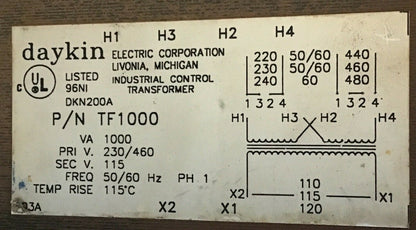 H1 H3 H2 H4
daykin ELECTRIC CORPORATION
LIVONIA, MICHIGAN
C UL LISTED 96NI
INDUSTRIAL CONTROL
TRANSFORMER
DKN200A
P/N TF1000
VA 1000
PRI V. 230/460
SEC V. 115
FREQ 50/60 Hz PH 1
TEMP RISE 115°C
X2 X1
220 50/60 440
230 50/60 460
240 60 480
1 3 2 4 1 3 2 4
H1 H3 H2 H4
110
X2 115 X1
120